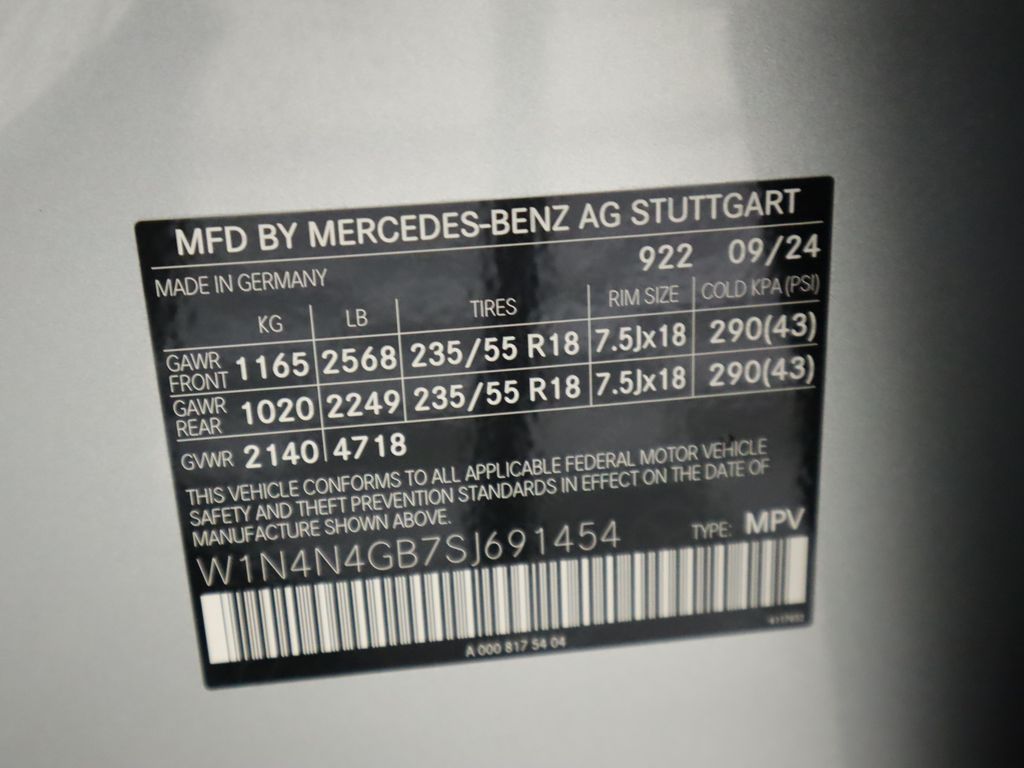 MFD BY MERCEDES-BENZ AG STUTTGART
MADE IN GERMANY 922 09/24
KG LB TIRES RIM SIZE COLD KPA(PSI)
GAWR FRONT 1165 2568 235/55 R18 7.5Jx18 290(43)
GAWR REAR 1020 2249 235/55 R18 7.5Jx18 290(43)
GVWR 2140 4718
THIS VEHICLE CONFORMS TO ALL APPLICABLE FEDERAL MOTOR VEHICLE
SAFETY AND THEFT PREVENTION STANDARDS IN EFFECT ON THE DATE OF
MANUFACTURE SHOWN ABOVE.
W1N4N4GB7SJ691454 TYPE: MPV
A 000 817 54 04